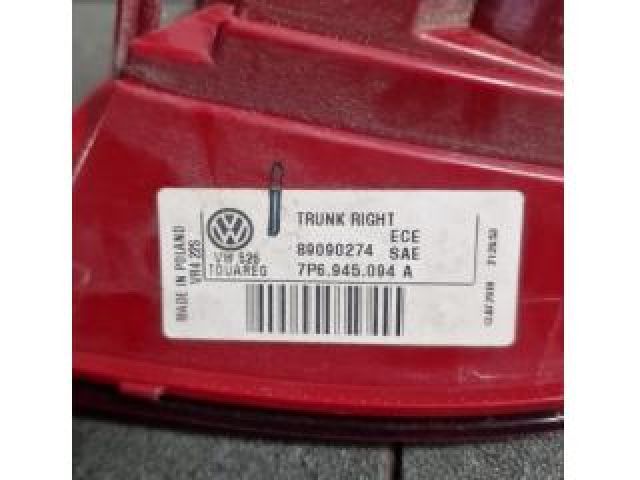 MADE IN POLAND
VW 526
TOUAREG
TRUNK RIGHT
ECE
89090274 SAE
7P6.945.094 A